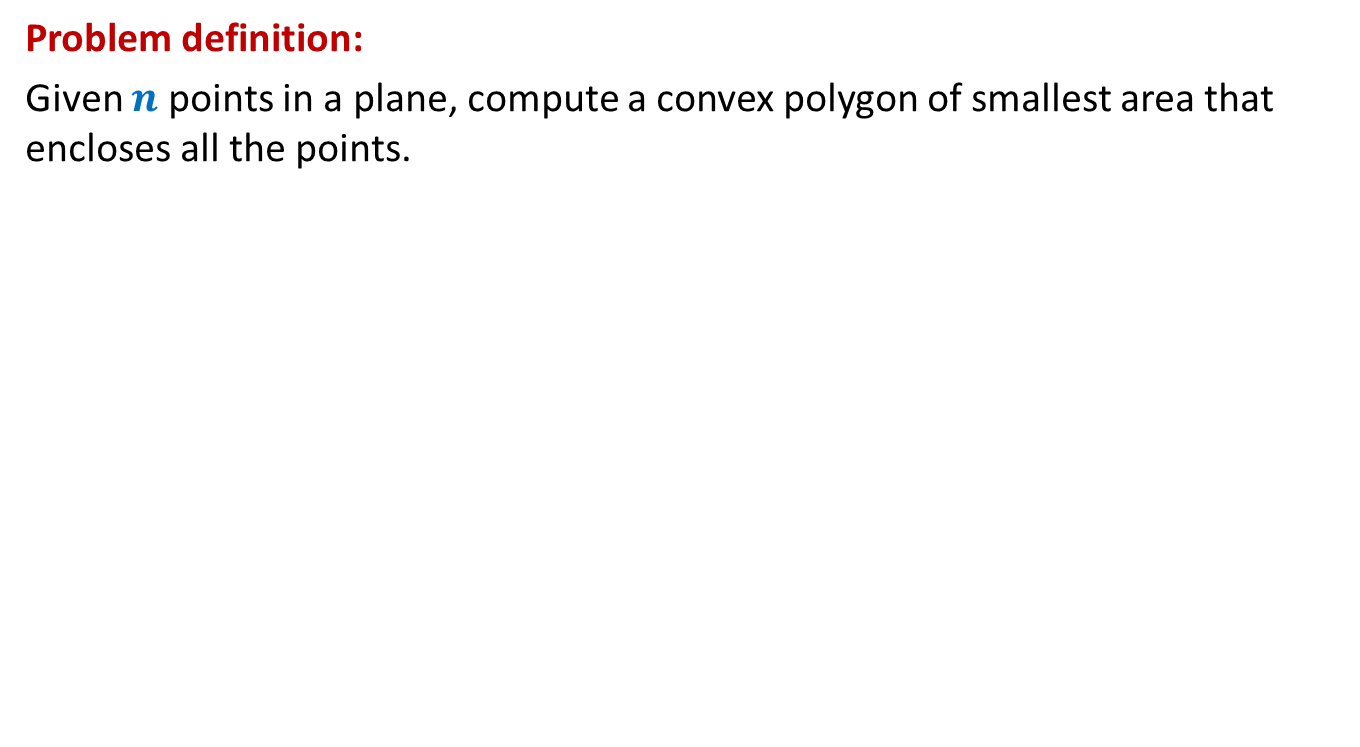 Problem definition:
Given n points in a plane, compute a convex polygon of smallest area that
encloses all the points.